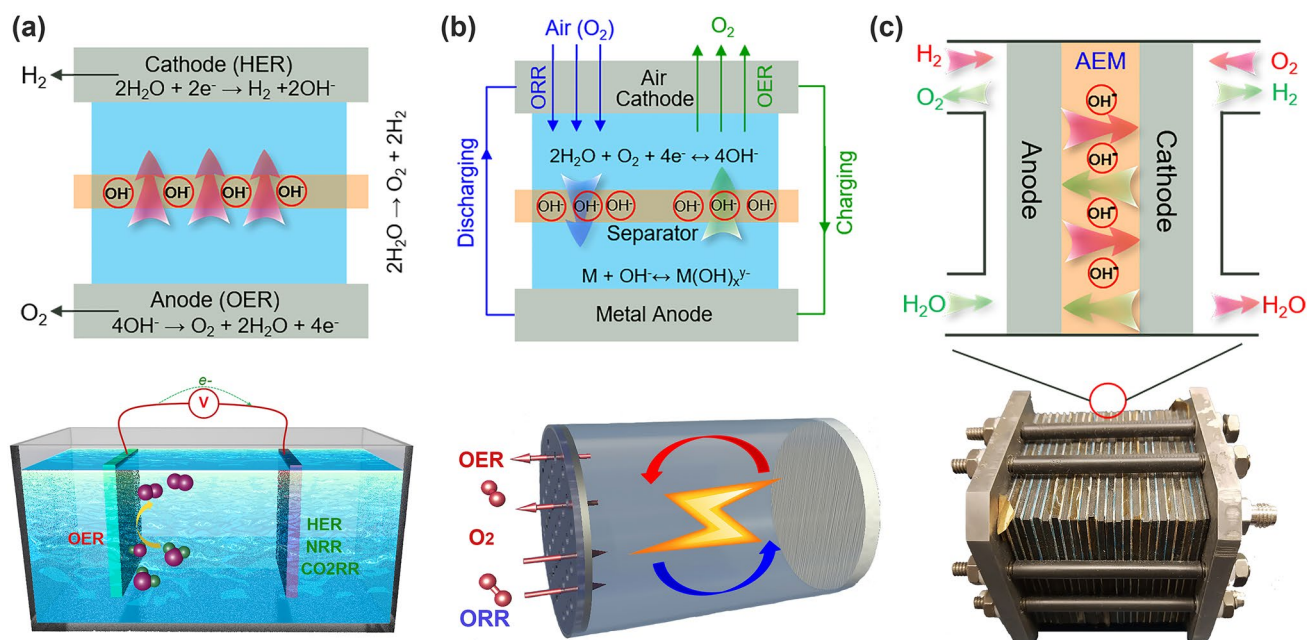 (a)
Cathode (HER)
2H₂O + 2e⁻ → H₂ +2OH⁻
H₂
OH⁻ OH⁻ OH⁻ OH⁻
2H₂O → O₂ + 2H₂
Anode (OER)
4OH⁻ → O₂ + 2H₂O + 4e⁻
O₂
e-
V
OER
HER
NRR
CO2RR
(b)
Air (O₂)
O₂
ORR
Air
Cathode
OER
2H₂O + O₂ + 4e⁻ ↔ 4OH⁻
Discharging
OH⁻ OH⁻ OH⁻ OH⁻ OH⁻ OH⁻
Separator
Charging
M + OH⁻ ↔ M(OH)ₓʸ⁻
Metal Anode
OER
O₂
ORR
(c)
H₂
O₂
AEM
O₂
H₂
OH⁻
OH⁻
OH⁻
OH⁻
Anode
Cathode
H₂O
H₂O